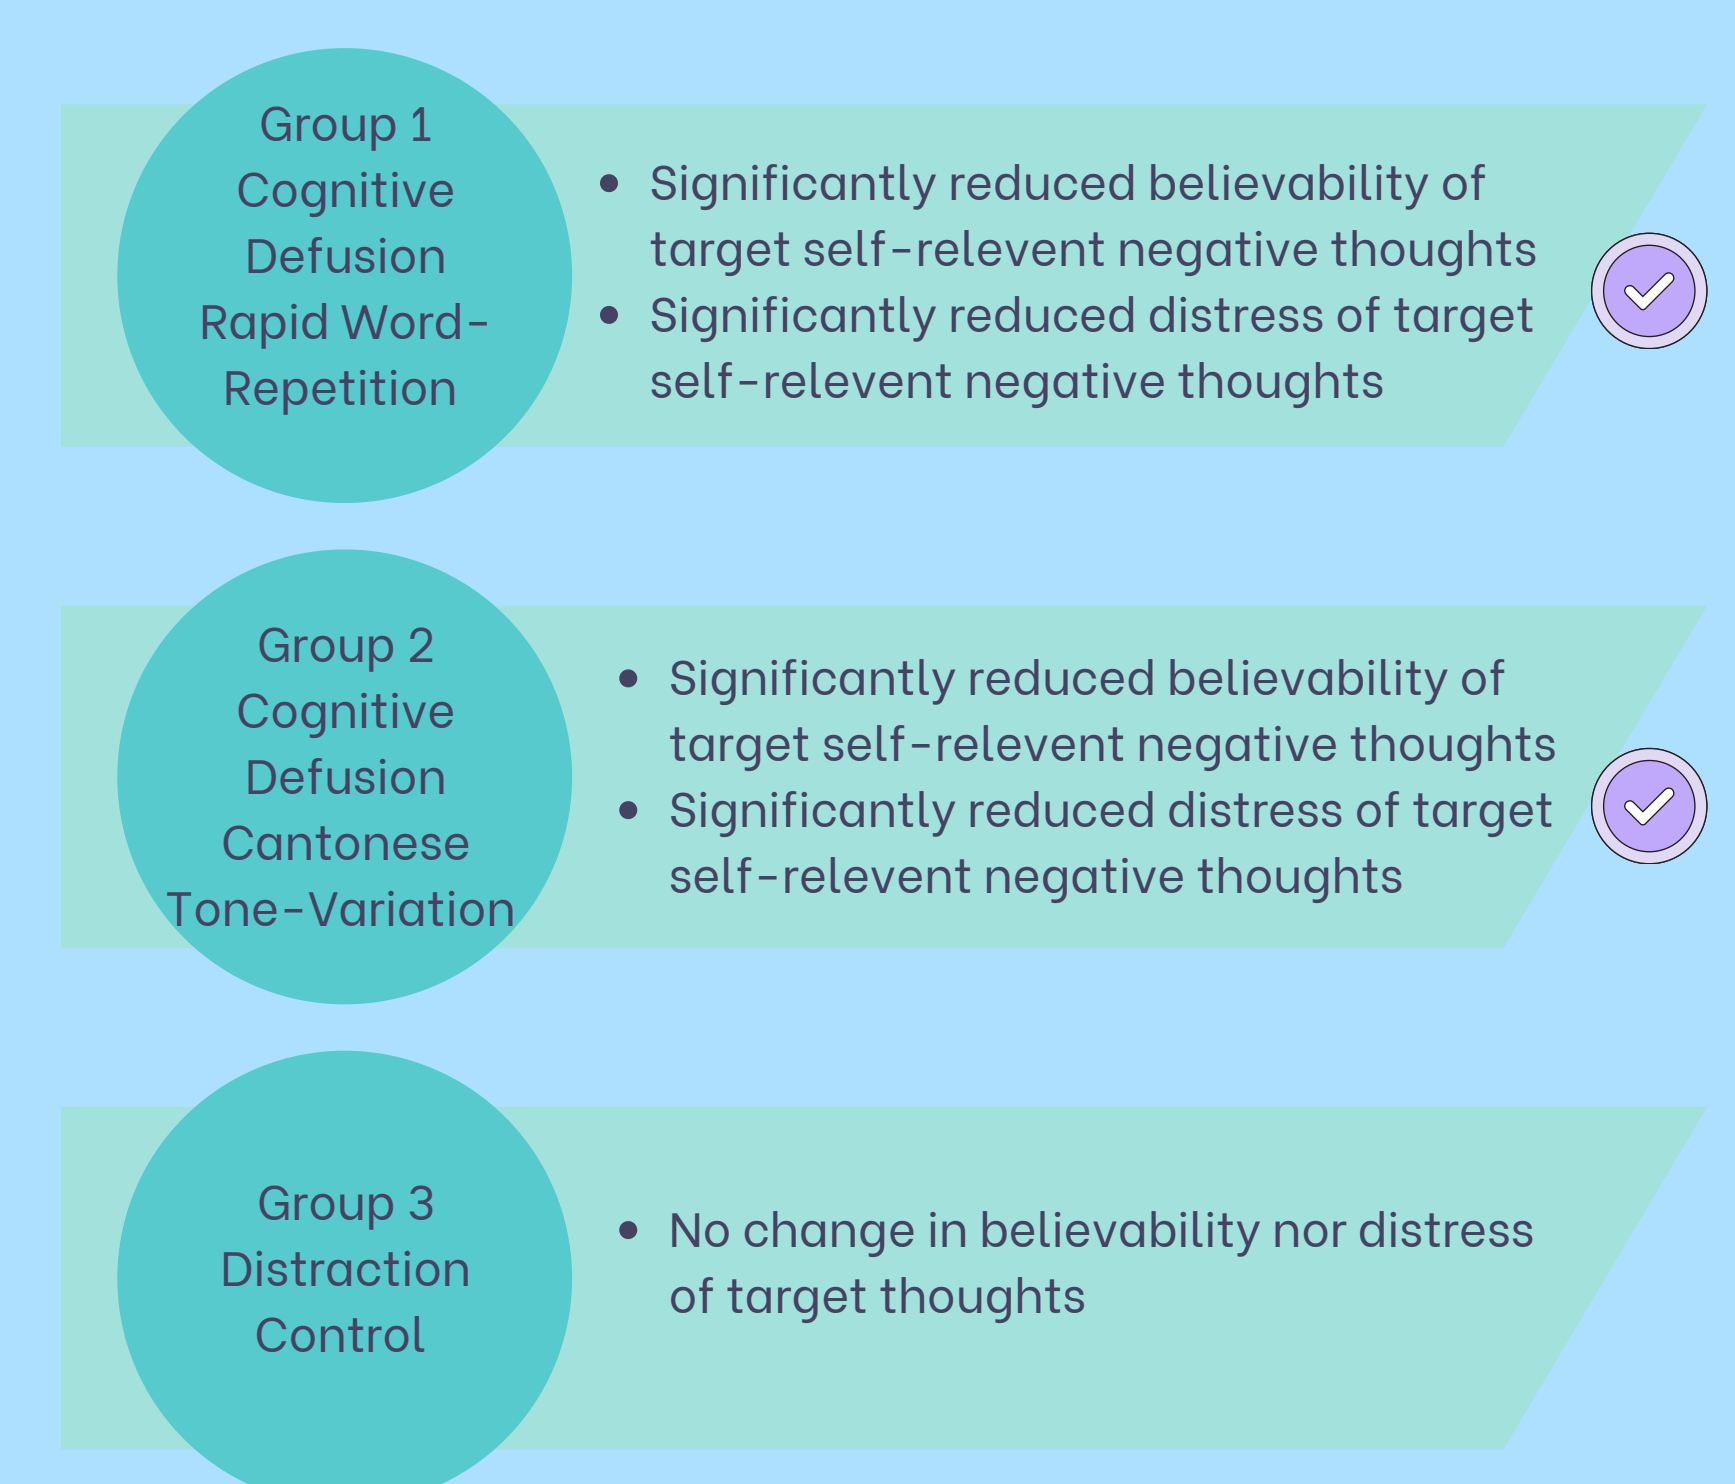 Group 1
Cognitive
Defusion
Rapid Word-
Repetition
• Significantly reduced believability of
target self-relevent negative thoughts
• Significantly reduced distress of target
self-relevent negative thoughts
Group 2
Cognitive
Defusion
Cantonese
Tone-Variation
• Significantly reduced believability of
target self-relevent negative thoughts
• Significantly reduced distress of target
self-relevent negative thoughts
Group 3
Distraction
Control
• No change in believability nor distress
of target thoughts